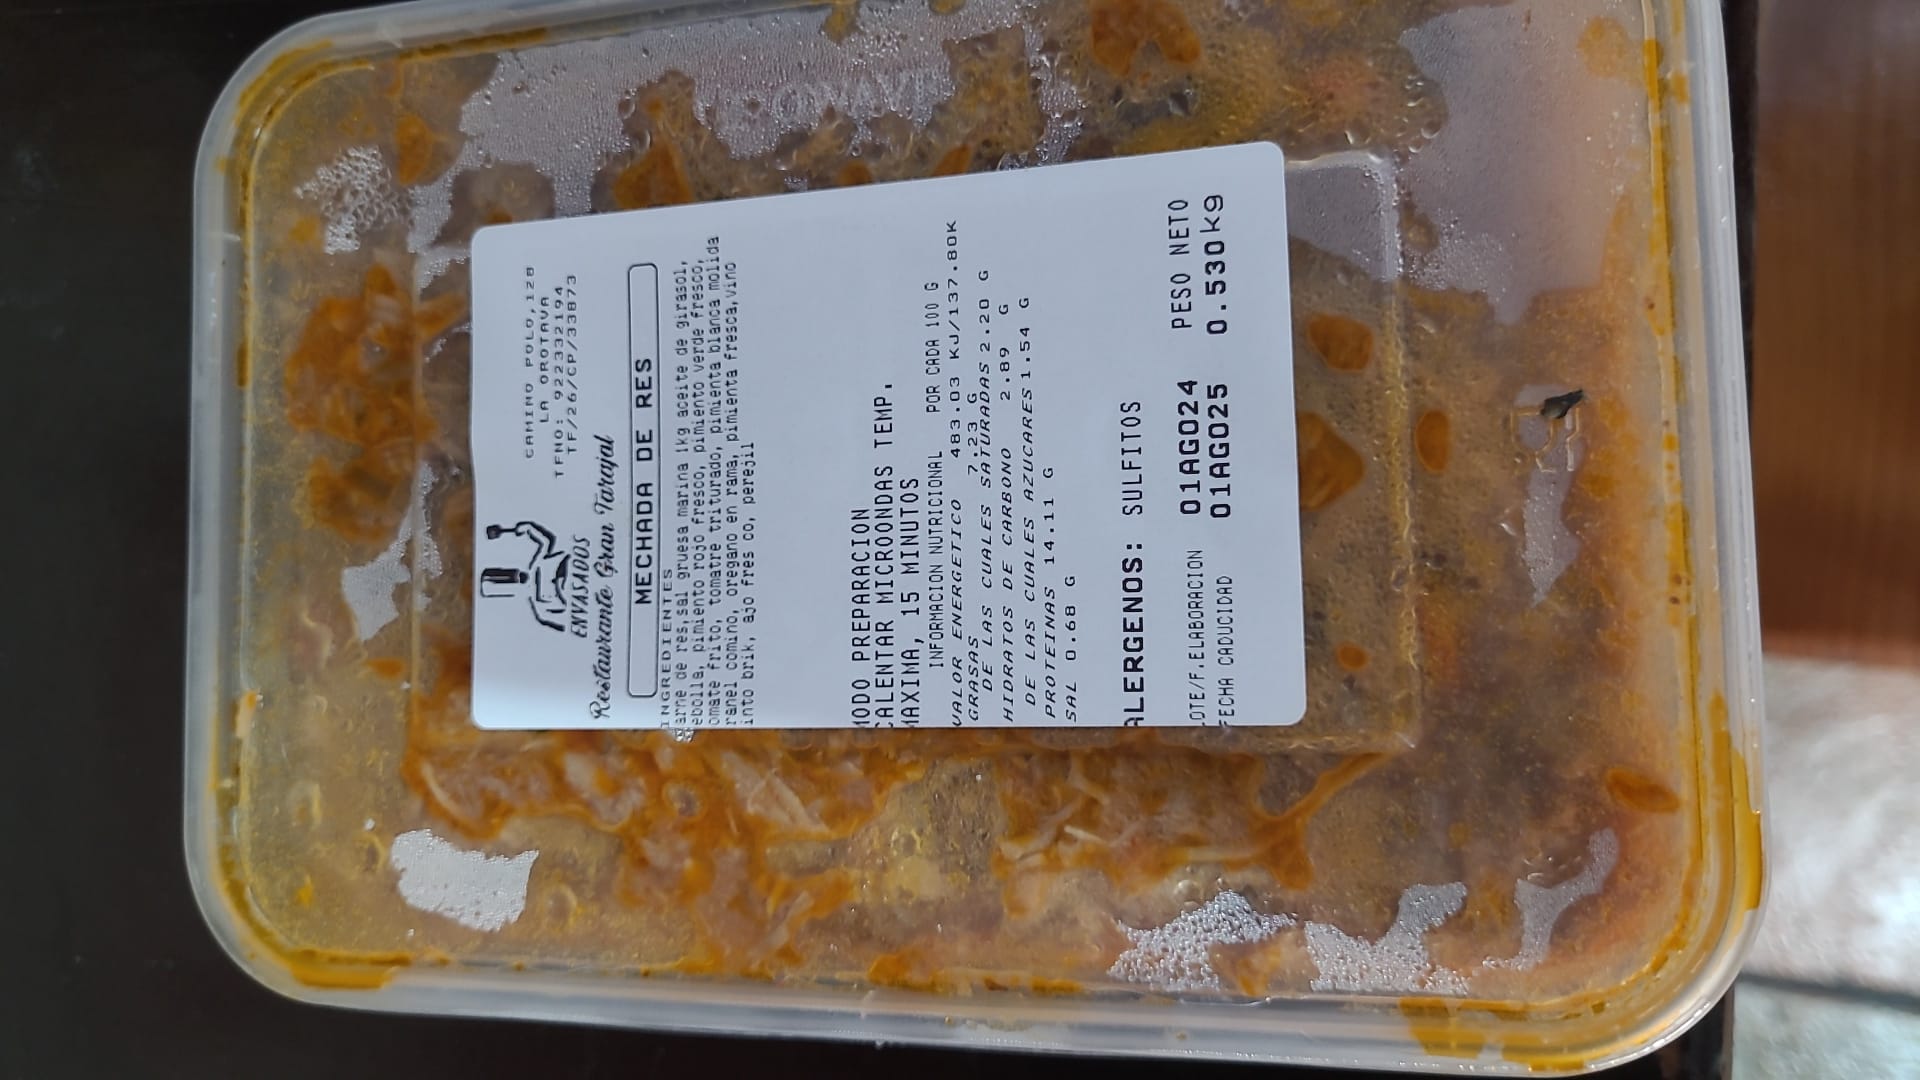 CAMINO POLO,128
LA OROTAVA
TFNO: 922332194
TF/26/CP/33873
ENVASADOS
Restaurante Gran Tarajal
MECHADA DE RES
INGREDIENTES
arne de res,sal gruesa marina 1kg aceite de girasol,
ebolla, pimiento rojo fresco, pimiento verde fresco,
omate frito, tomatre triturado, pimienta blanca molida
ranel comino, oregano en rama, pimienta fresca,vino
into brik, ajo fres co, perejil
MODO PREPARACION
CALENTAR MICROONDAS TEMP.
MAXIMA, 15 MINUTOS
INFORMACION NUTRICIONAL POR CADA 100 G
VALOR ENERGETICO 483.03 KJ/137.80K
GRASAS 7.23 G
DE LAS CUALES SATURADAS 2.20 G
HIDRATOS DE CARBONO 2.89 G
DE LAS CUALES AZUCARES 1.54 G
PROTEINAS 14.11 G
SAL 0.68 G
ALERGENOS: SULFITOS
LOTE/F.ELABORACION 01AGO24 PESO NETO
FECHA CADUCIDAD 01AGO25 0.530kg